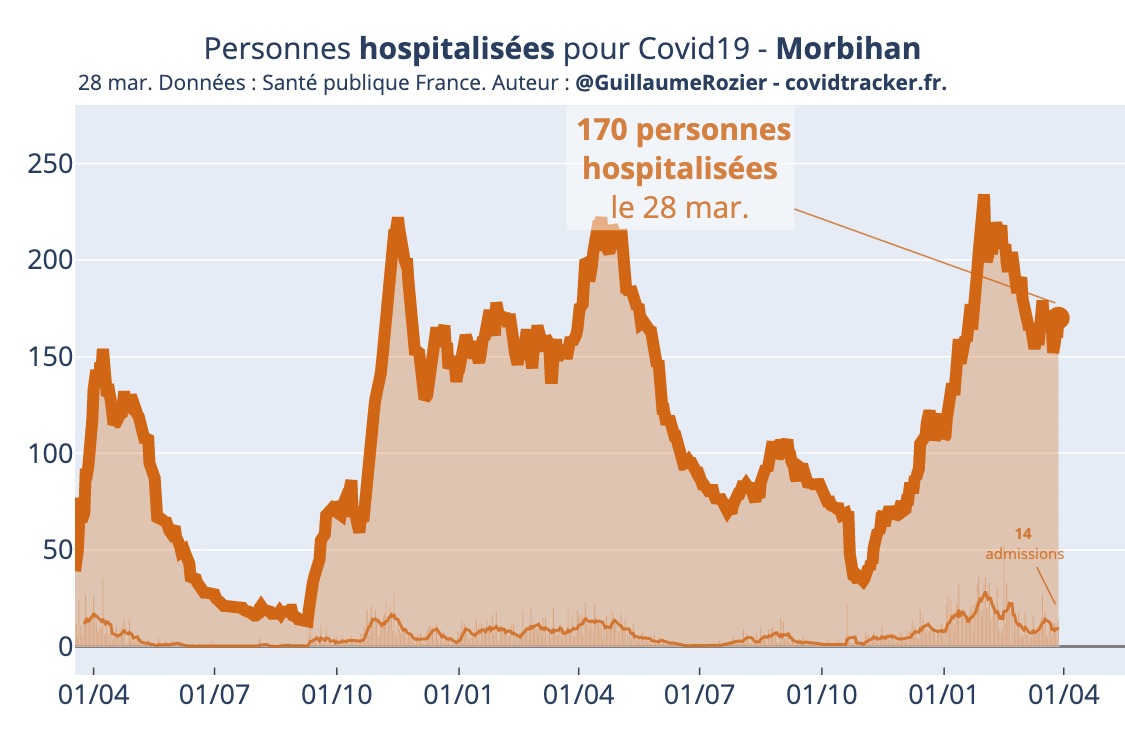 Personnes hospitalisées pour Covid19 - Morbihan
28 mar. Données : Santé publique France. Auteur : @GuillaumeRozier - covidtracker.fr.
170 personnes
hospitalisées
le 28 mar.
250
200
150
100
50
0
14
admissions
01/04 01/07 01/10 01/01 01/04 01/07 01/10 01/01 01/04